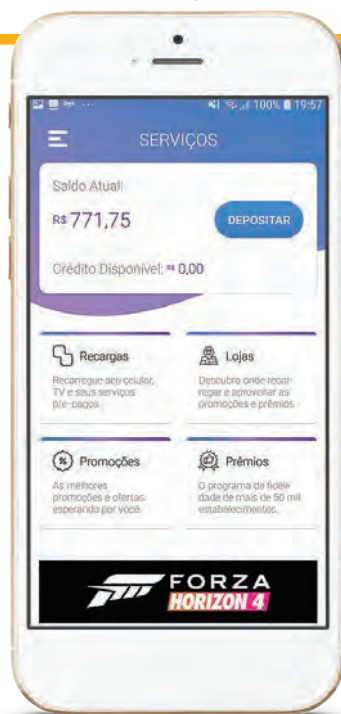 100% 19:57
SERVIÇOS
Saldo Atual:
R$ 771,75
DEPOSITAR
Crédito Disponível: R$ 0,00
Recargas
Recarregue seu celular,
TV e seus serviços
pré-pagos.
Lojas
Descubra onde recar-
regar e aproveitar as
promoções e prêmios.
Promoções
As melhores
promoções e ofertas
esperando por você.
Prêmios
O programa de fideli-
dade de mais de 50 mil
estabelecimentos.
FORZA
HORIZON 4